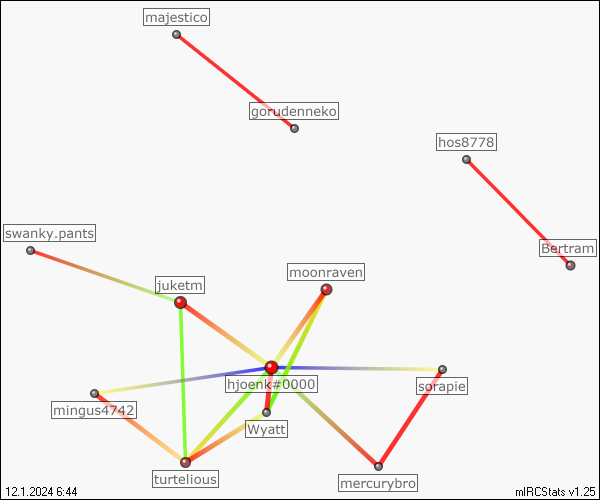 majestico
gorudenneko
hos8778
swanky.pants
Bertram
moonraven
juketm
hjoenk#0000
sorapie
mingus4742
Wyatt
turtelious
mercurybro
12.1.2024 6:44
mIRCStats v1.25